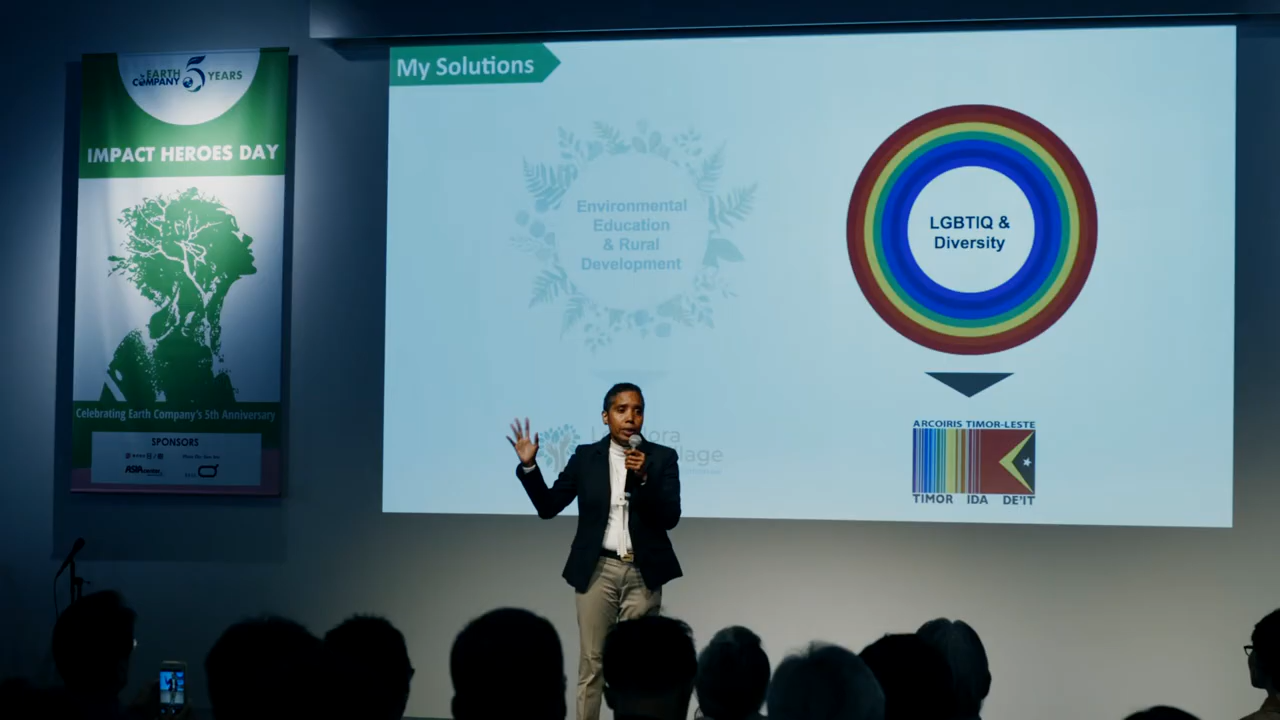 EARTH
COMPANY
5 YEARS
IMPACT HEROES DAY
Celebrating Earth Company's 5th Anniversary
SPONSORS
ASIA
My Solutions
Environmental
Education
& Rural
Development
LGBTIQ &
Diversity
ARCOIRIS TIMOR-LESTE
TIMOR IDA DE'IT